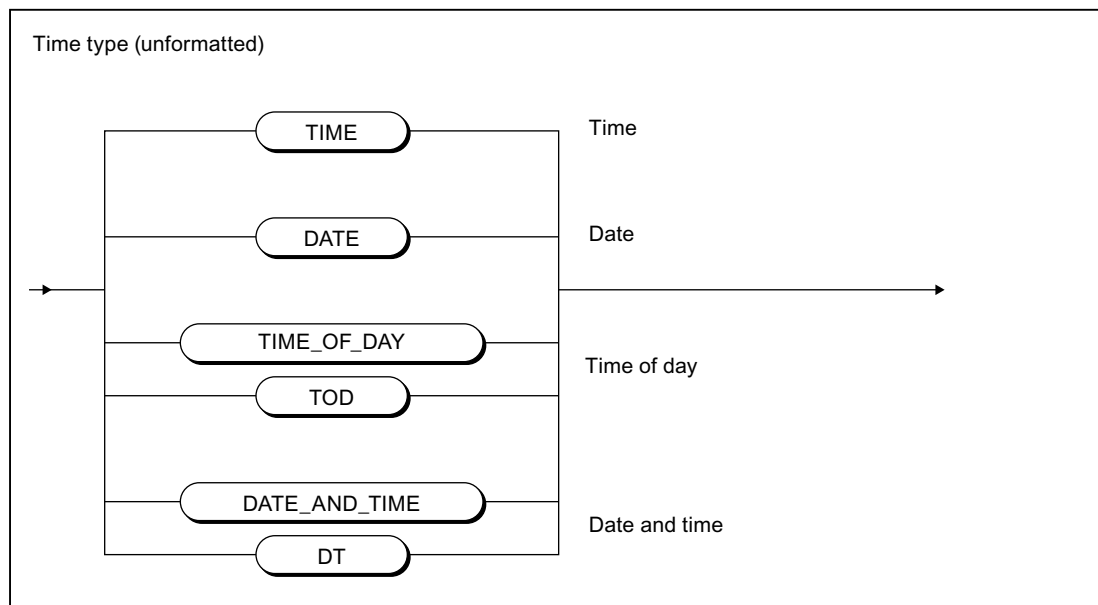 Time type (unformatted)
TIME
Time
DATE
Date
TIME_OF_DAY
Time of day
TOD
DATE_AND_TIME
Date and time
DT